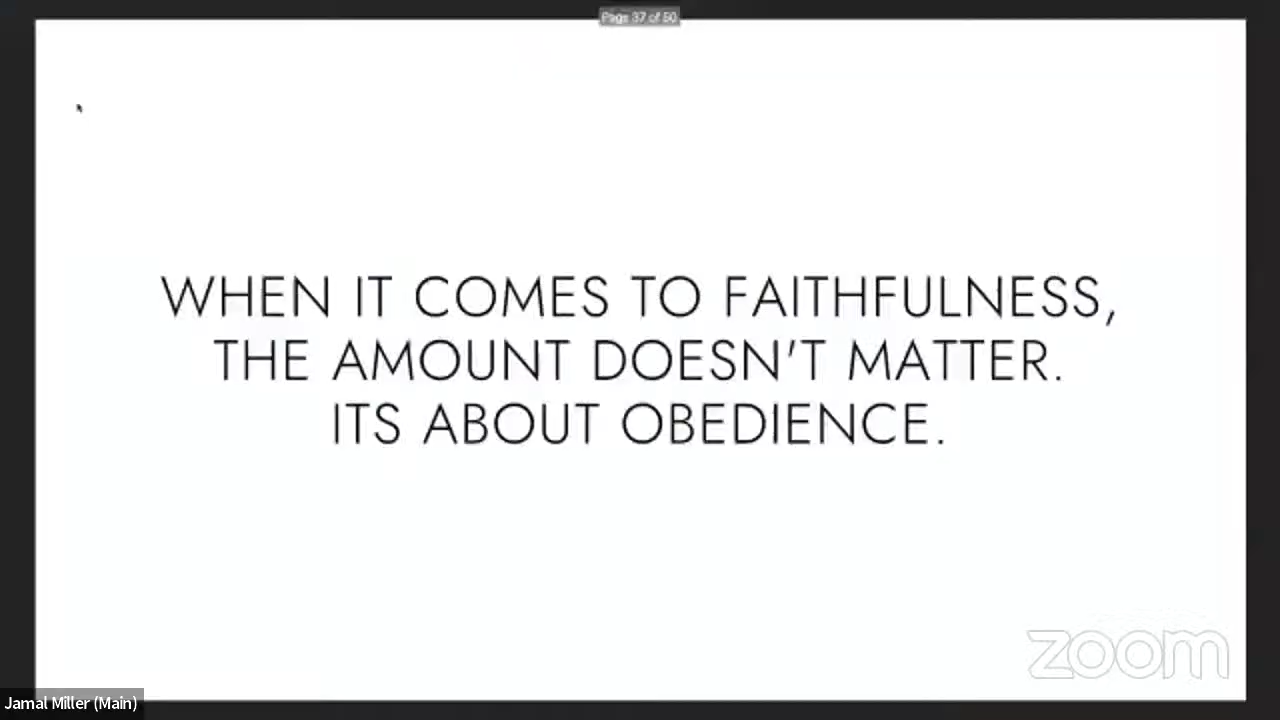 Page 37 of 50
WHEN IT COMES TO FAITHFULNESS,
THE AMOUNT DOESN'T MATTER.
ITS ABOUT OBEDIENCE.
zoom
Jamal Miller (Main)